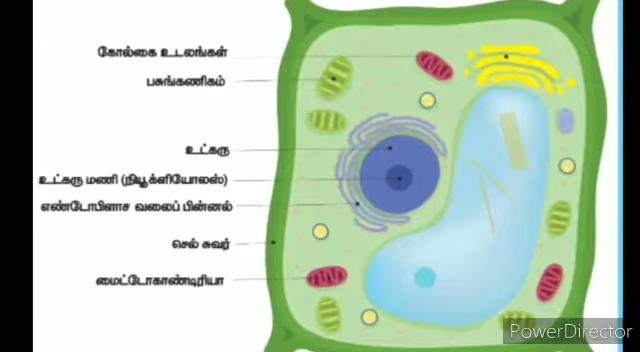 கோல்கை உடலங்கள்
பசுங்கணிகம்
உட்கரு
உட்கரு மணி (நியூக்ளியோலஸ்)
எண்டோபிளாச வலைப் பின்னல்
செல் சுவர்
மைட்டோகாண்டிரியா
PowerDirector